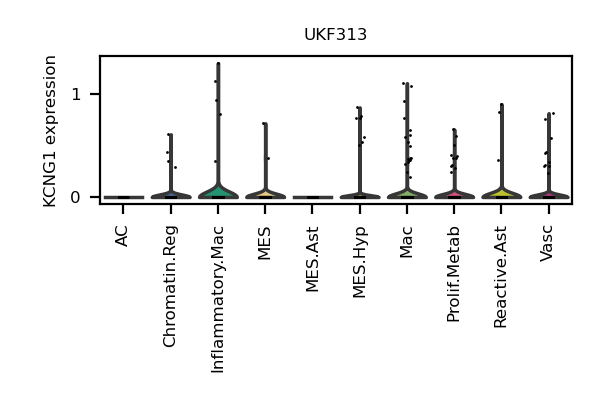 UKF313
KCNG1 expression
1
0
AC
Chromatin.Reg
Inflammatory.Mac
MES
MES.Ast
MES.Hyp
Mac
Prolif.Metab
Reactive.Ast
Vasc